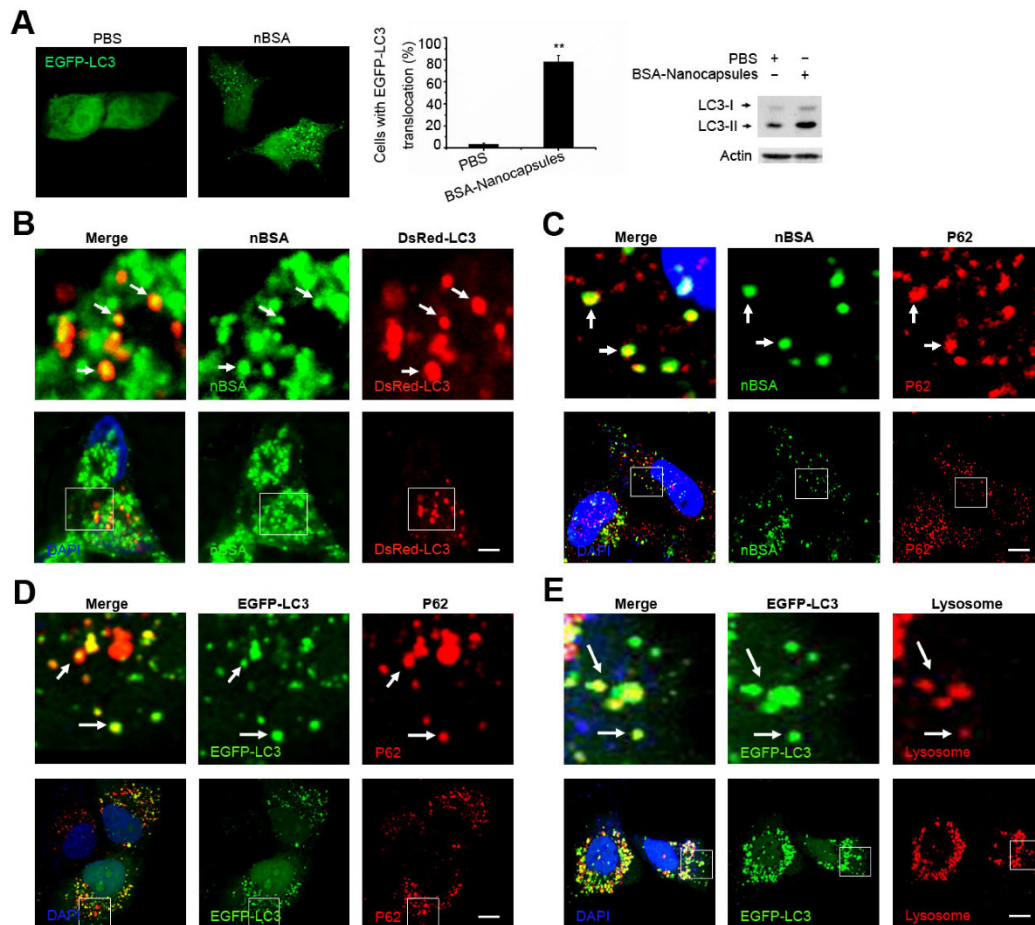 A
PBS
nBSA
EGFP-LC3
Cells with EGFP-LC3
translocation (%)
100
80
60
40
20
0
**
PBS
BSA-Nanocapsules
PBS + –
BSA-Nanocapsules – +
LC3-I
LC3-II
Actin
B
Merge
nBSA
DsRed-LC3
nBSA
DsRed-LC3
DAPI
nBSA
DsRed-LC3
C
Merge
nBSA
P62
nBSA
P62
DAPI
nBSA
P62
D
Merge
EGFP-LC3
P62
EGFP-LC3
P62
DAPI
EGFP-LC3
P62
E
Merge
EGFP-LC3
Lysosome
EGFP-LC3
Lysosome
DAPI
EGFP-LC3
Lysosome